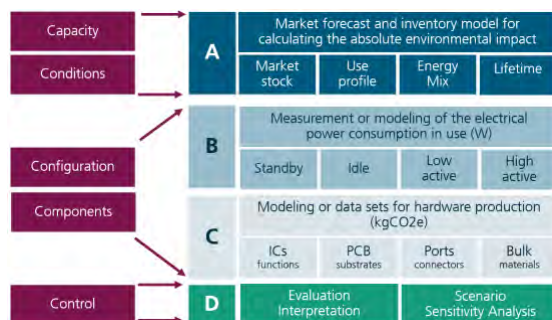 Capacity
Conditions
Configuration
Components
Control
A
Market forecast and inventory model for
calculating the absolute environmental impact
Market
stock
Use
profile
Energy
Mix
Lifetime
B
Measurement or modeling of the electrical
power consumption in use (W)
Standby
Idle
Low
active
High
active
C
Modeling or data sets for hardware production
(kgCO2e)
ICs
functions
PCB
substrates
Ports
connectors
Bulk
materials
D
Evaluation
Interpretation
Scenario
Sensitivity Analysis